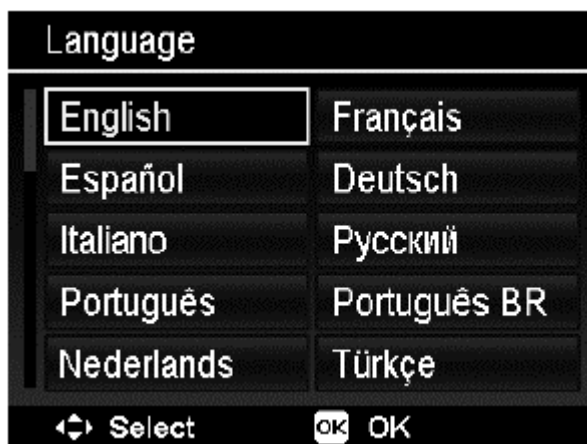 Language
English Français
Español Deutsch
Italiano Русский
Português Português BR
Nederlands Türkçe
Select OK OK